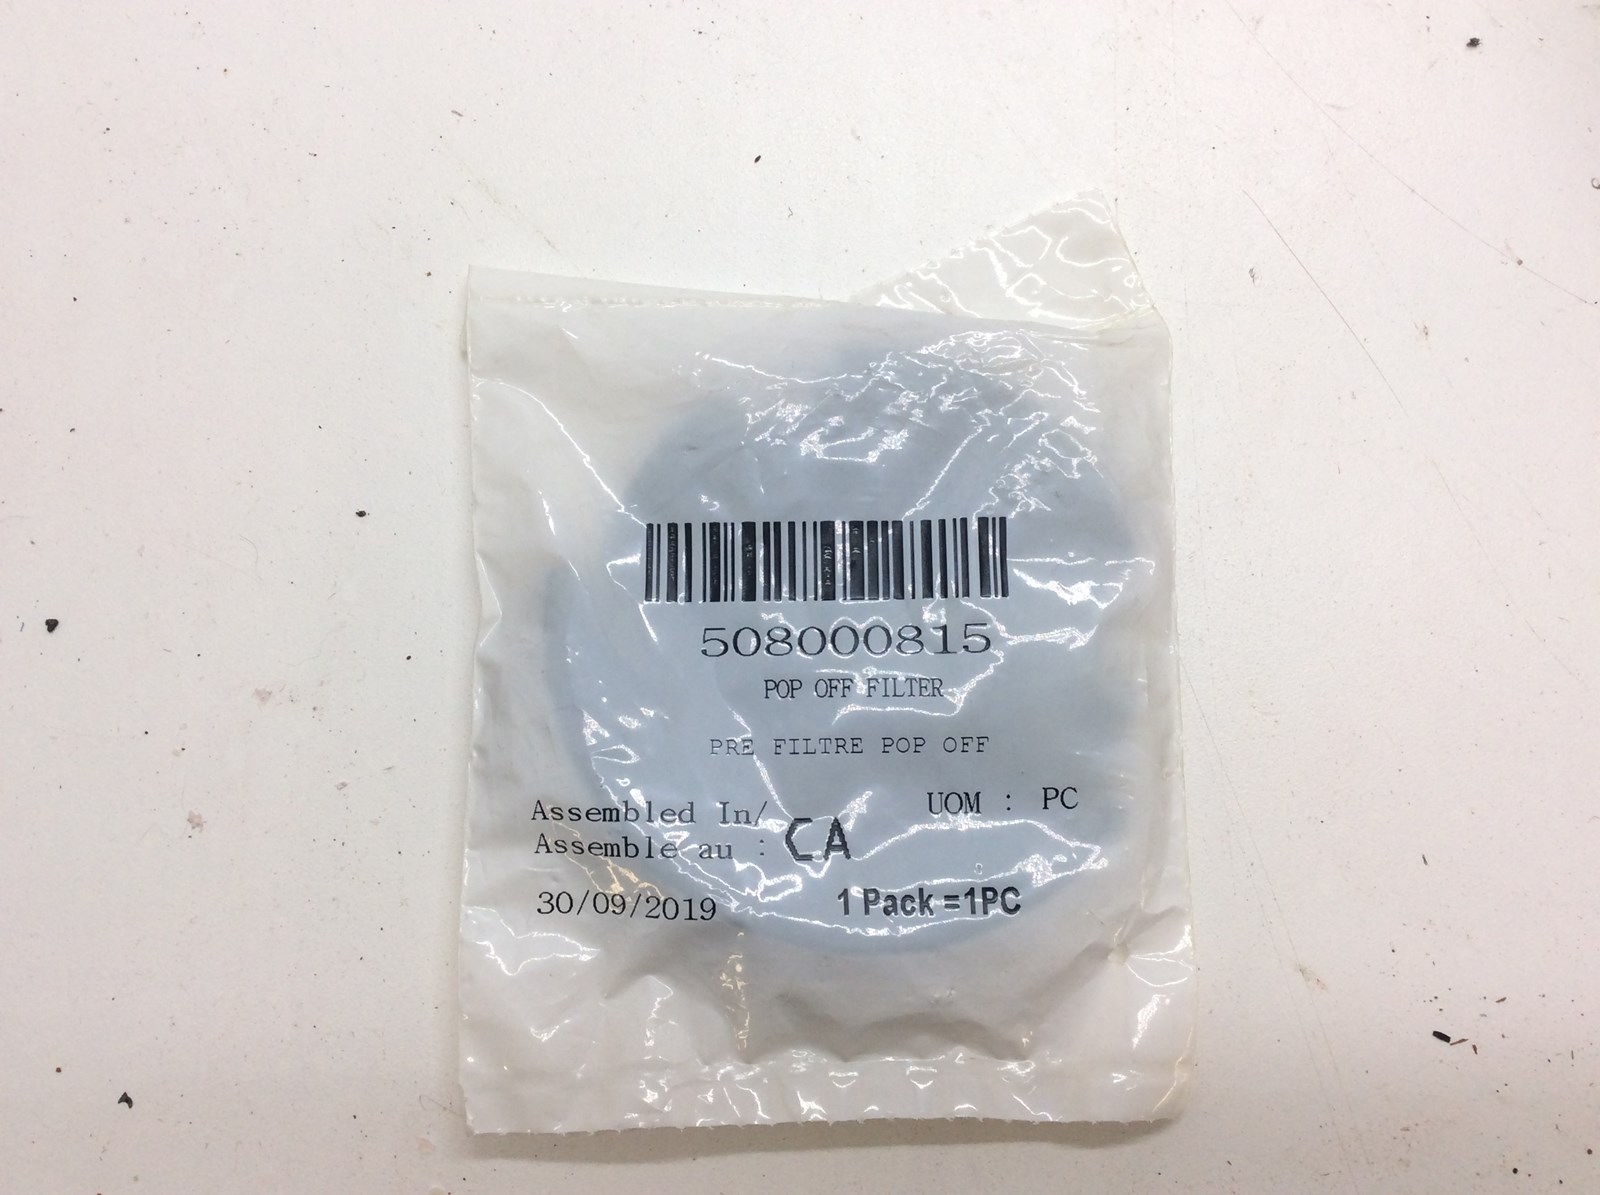 508000815
POP OFF FILTER
PRE FILTRE POP OFF
UOM : PC
Assembled In/
Assemble au : CA
30/09/2019
1 Pack =1PC